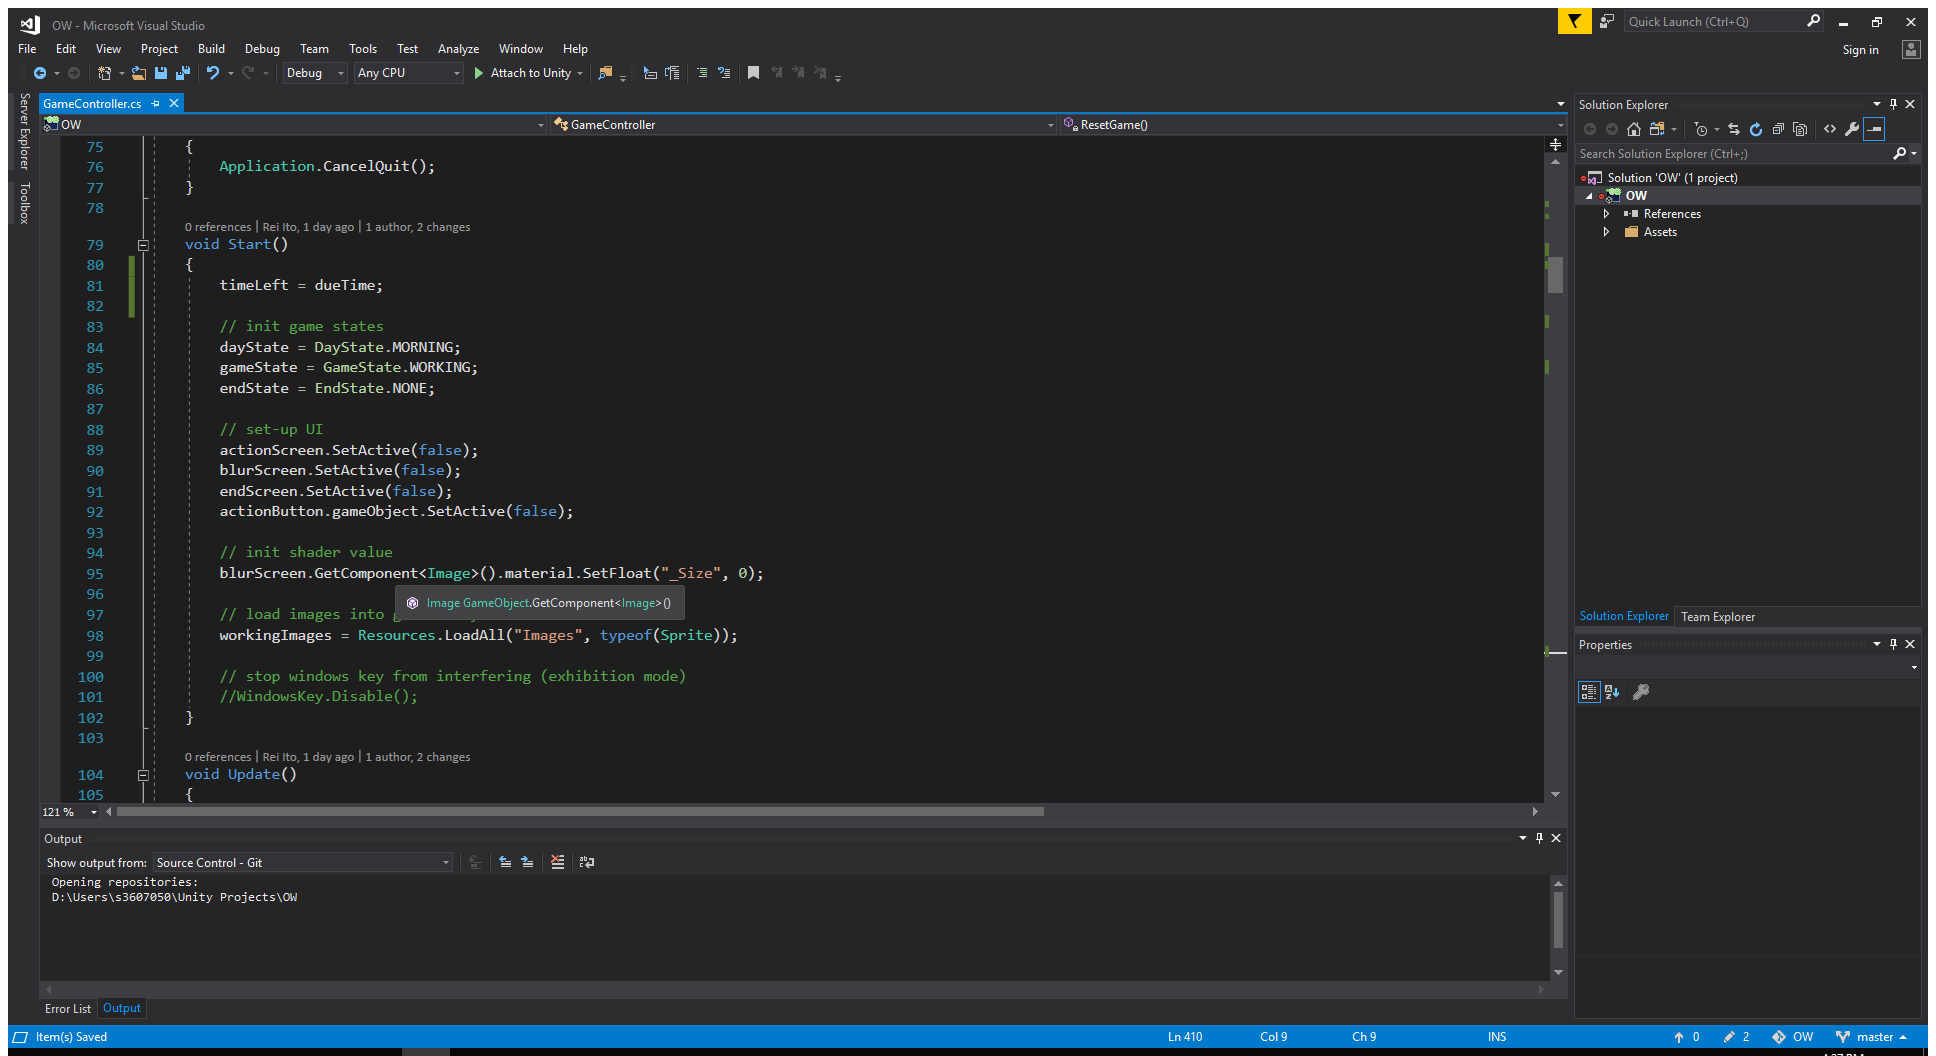 OW - Microsoft Visual Studio
Quick Launch (Ctrl+Q)
File Edit View Project Build Debug Team Tools Test Analyze Window Help
Sign in
Debug Any CPU Attach to Unity
Server Explorer
Toolbox
GameController.cs
OW GameController ResetGame()
75 {
76 Application.CancelQuit();
77 }
78
0 references | Rei Ito, 1 day ago | 1 author, 2 changes
79 void Start()
80 {
81 timeLeft = dueTime;
82
83 // init game states
84 dayState = DayState.MORNING;
85 gameState = GameState.WORKING;
86 endState = EndState.NONE;
87
88 // set-up UI
89 actionScreen.SetActive(false);
90 blurScreen.SetActive(false);
91 endScreen.SetActive(false);
92 actionButton.gameObject.SetActive(false);
93
94 // init shader value
95 blurScreen.GetComponent<Image>().material.SetFloat("_Size", 0);
96
Image GameObject.GetComponent<Image>()
97 // load images into
98 workingImages = Resources.LoadAll("Images", typeof(Sprite));
99
100 // stop windows key from interfering (exhibition mode)
101 //WindowsKey.Disable();
102 }
103
0 references | Rei Ito, 1 day ago | 1 author, 2 changes
104 void Update()
105 {
121 %
Output
Show output from: Source Control - Git
Opening repositories:
D:\Users\s3607050\Unity Projects\OW
Error List Output
Solution Explorer
Search Solution Explorer (Ctrl+;)
Solution 'OW' (1 project)
OW
References
Assets
Solution Explorer Team Explorer
Properties
Item(s) Saved Ln 410 Col 9 Ch 9 INS 0 2 OW master